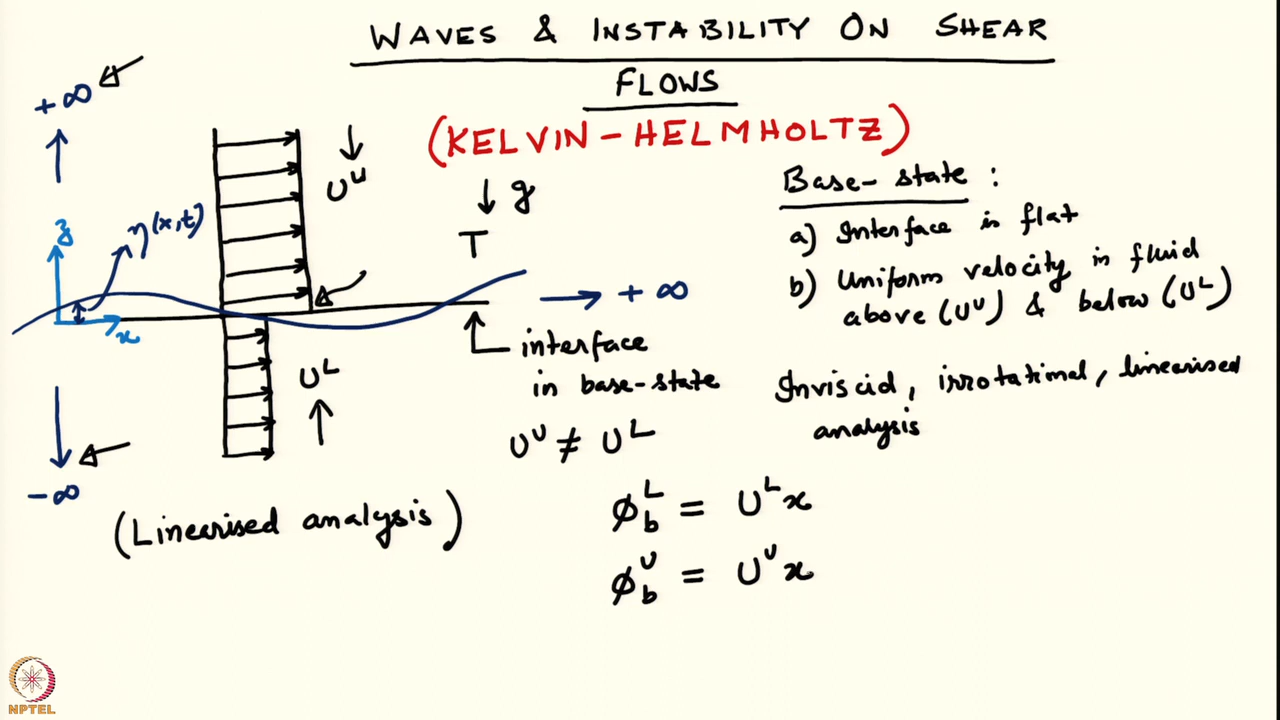 WAVES & INSTABILITY ON SHEAR
FLOWS
(KELVIN-HELMHOLTZ)
+∞
U^U
↓ g
T
z
η(x,t)
x
→ +∞
interface
in base-state
U^L
U^U ≠ U^L
-∞
(Linearised analysis)
Base-state :
a) Interface is flat
b) Uniform velocity in fluid
above (U^U) & below (U^L)
Inviscid, irrotational, linearised
analysis
ϕ_b^L = U^L x
ϕ_b^U = U^U x
NPTEL